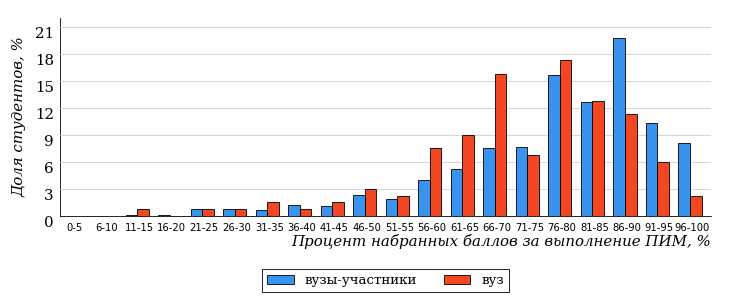 Доля студентов, %
21
18
15
12
9
6
3
0
0-5 6-10 11-15 16-20 21-25 26-30 31-35 36-40 41-45 46-50 51-55 56-60 61-65 66-70 71-75 76-80 81-85 86-90 91-95 96-100
Процент набранных баллов за выполнение ПИМ, %
вузы-участники вуз